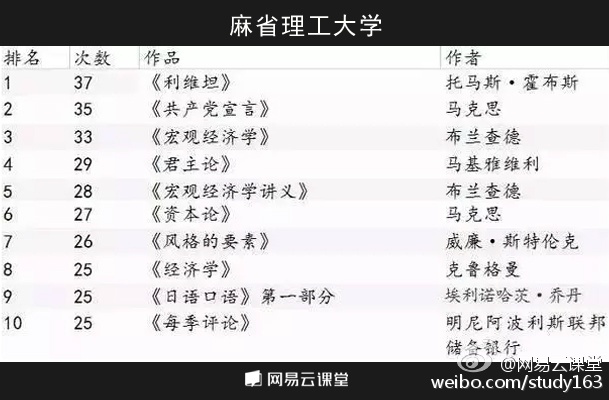 麻省理工大学
排名 次数 作品 作者
1 37 《利维坦》 托马斯·霍布斯
2 35 《共产党宣言》 马克思
3 33 《宏观经济学》 布兰查德
4 29 《君主论》 马基雅维利
5 28 《宏观经济学讲义》 布兰查德
6 27 《资本论》 马克思
7 26 《风格的要素》 威廉·斯特伦克
8 25 《经济学》 克鲁格曼
9 25 《日语口语》第一部分 埃利诺哈茨·乔丹
10 25 《每季评论》 明尼阿波利斯联邦
储备银行
@网易云课堂
网易云课堂
weibo.com/study163